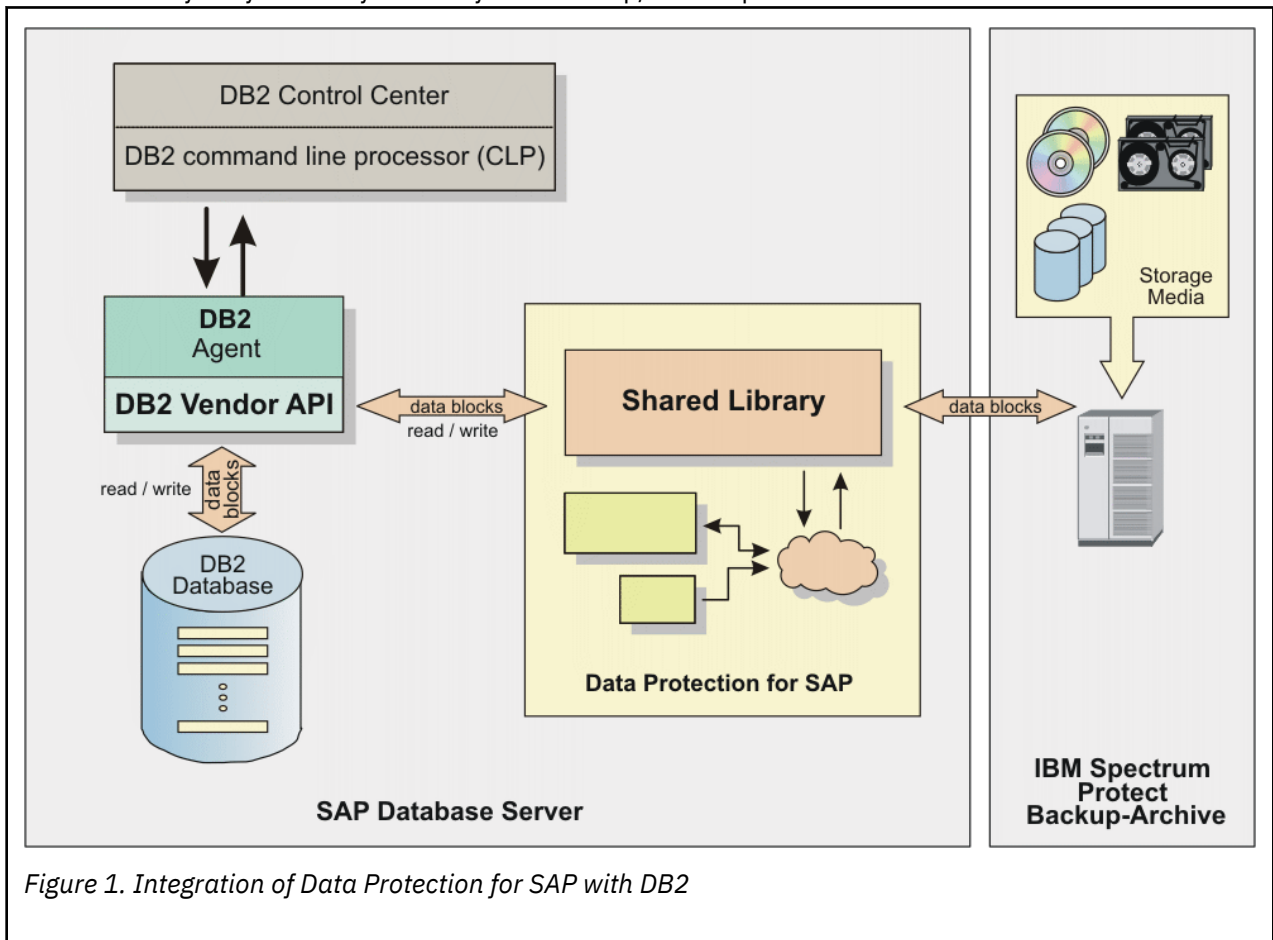 DB2 Control Center
DB2 command line processor (CLP)
DB2
Agent
DB2 Vendor API
data blocks
read / write
Shared Library
data blocks
Storage
Media
read / write
data
blocks
DB2
Database
Data Protection for SAP
SAP Database Server
IBM Spectrum
Protect
Backup-Archive
Figure 1. Integration of Data Protection for SAP with DB2